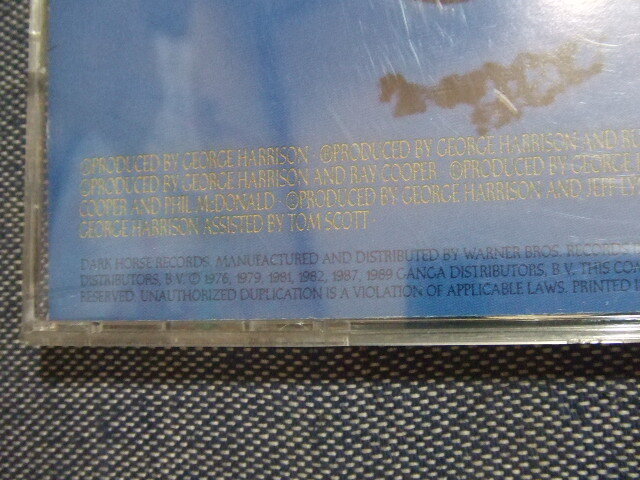 PRODUCED BY GEORGE HARRISON · PRODUCED BY GEORGE HARRISON AND
PRODUCED BY GEORGE HARRISON AND RAY COOPER PRODUCED BY GEORGE
COOPER AND PHIL McDONALD · PRODUCED BY GEORGE HARRISON AND JEFF
GEORGE HARRISON ASSISTED BY TOM SCOTT
DARK HORSE RECORDS. MANUFACTURED AND DISTRIBUTED BY WARNER BROS. RECORDS
DISTRIBUTORS, B.V. ℗ 1976, 1979, 1981, 1982, 1987, 1989 GANGA DISTRIBUTORS, B.V. THIS
RESERVED. UNAUTHORIZED DUPLICATION IS A VIOLATION OF APPLICABLE LAWS. PRINTED